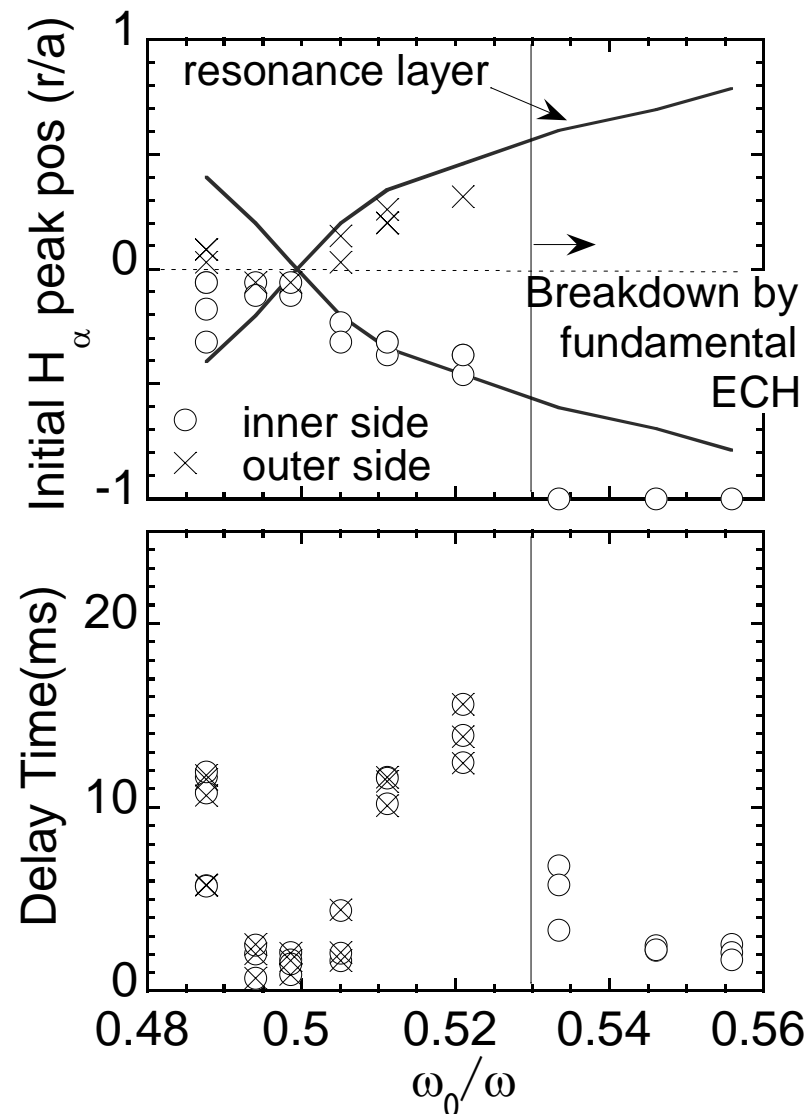 Initial Hα peak pos (r/a)
1
0
-1
resonance layer
Breakdown by
fundamental
ECH
inner side
outer side
Delay Time(ms)
20
10
0
0.48
0.5
0.52
0.54
0.56
ω0/ω